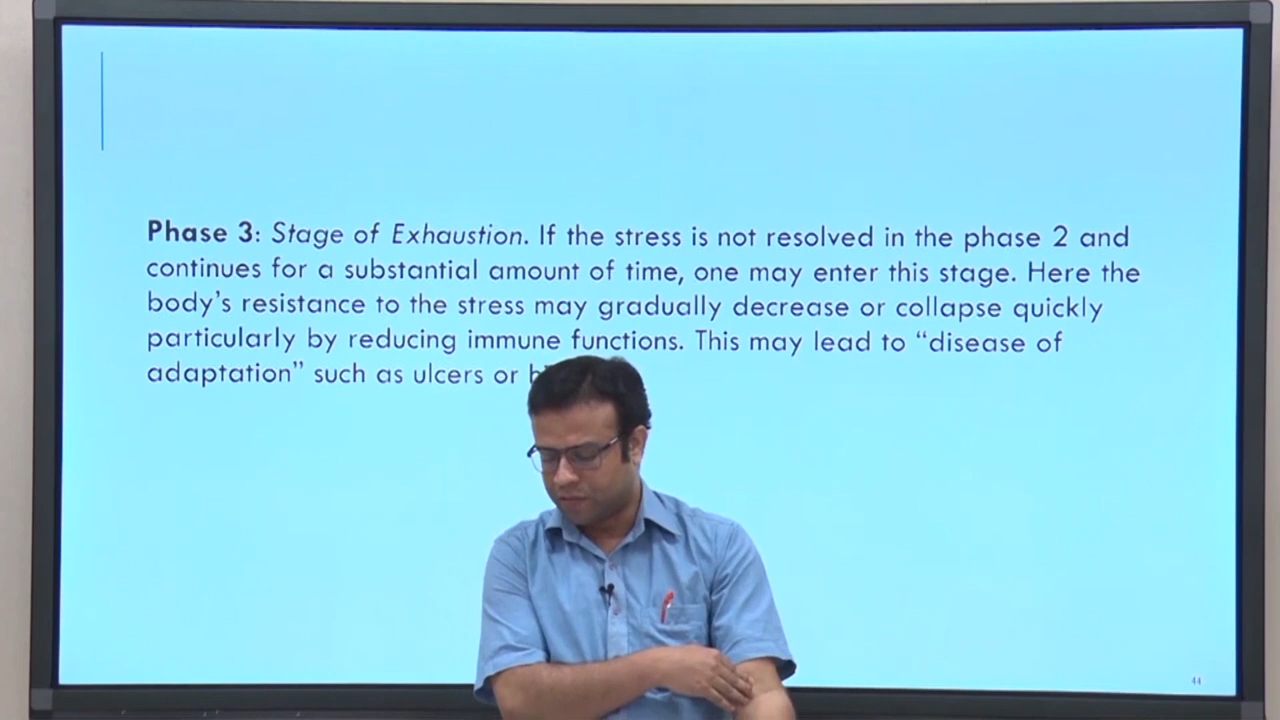 Phase 3: Stage of Exhaustion. If the stress is not resolved in the phase 2 and
continues for a substantial amount of time, one may enter this stage. Here the
body's resistance to the stress may gradually decrease or collapse quickly
particularly by reducing immune functions. This may lead to “disease of
adaptation” such as ulcers or
44